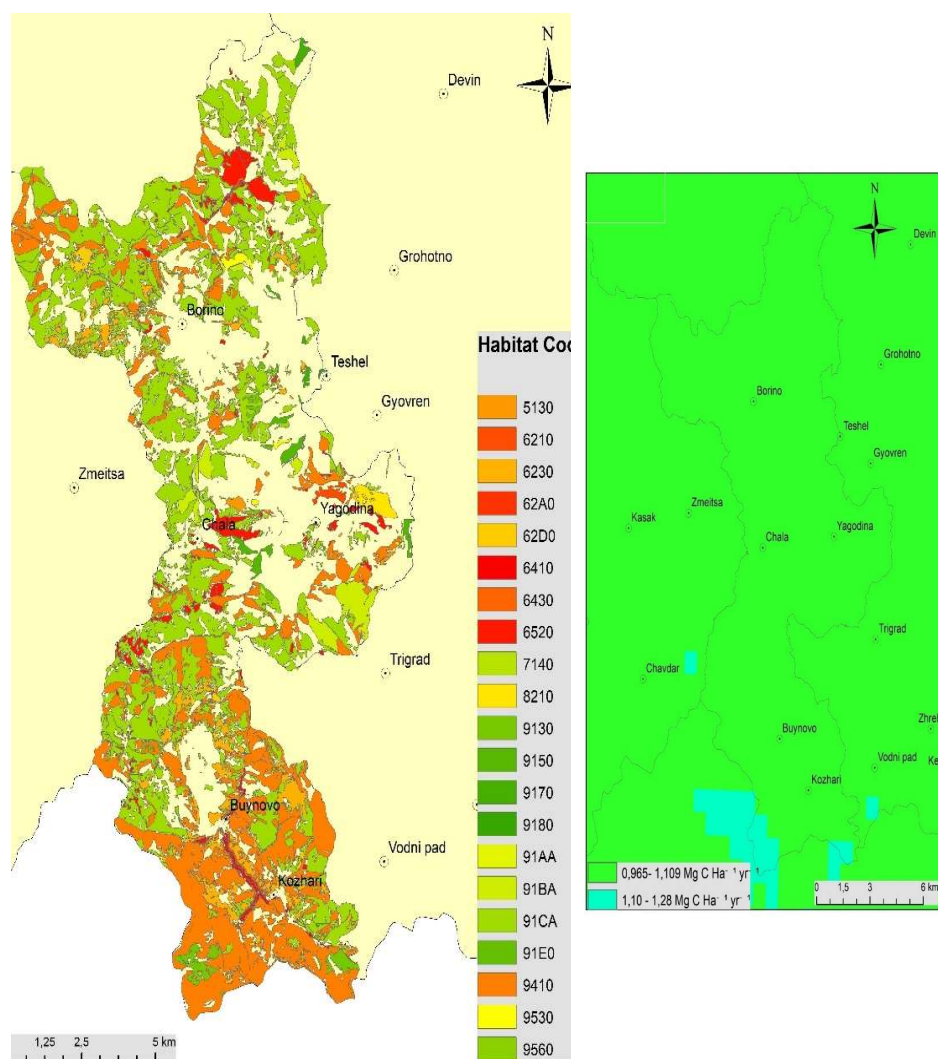 N
Devin
Grohotno
Borino
Teshel
Gyovren
Zmeitsa
Chala
Yagodina
Trigrad
Buynovo
Vodni pad
Kozhari
Habitat Coo
5130
6210
6230
62A0
62D0
6410
6430
6520
7140
8210
9130
9150
9170
9180
91AA
91BA
91CA
91E0
9410
9530
9560
1,25 2,5 5 km
N
Devin
Grohotno
Borino
Teshel
Gyovren
Zmeitsa
Kasak
Yagodina
Chala
Trigrad
Chavdar
Zhrel
Buynovo
Vodni pad
Ke
Kozhari
0,965- 1,109 Mg C Ha⁻¹ yr⁻¹
1,10 - 1,28 Mg C Ha⁻¹ yr⁻¹
0 1,5 3 6 km